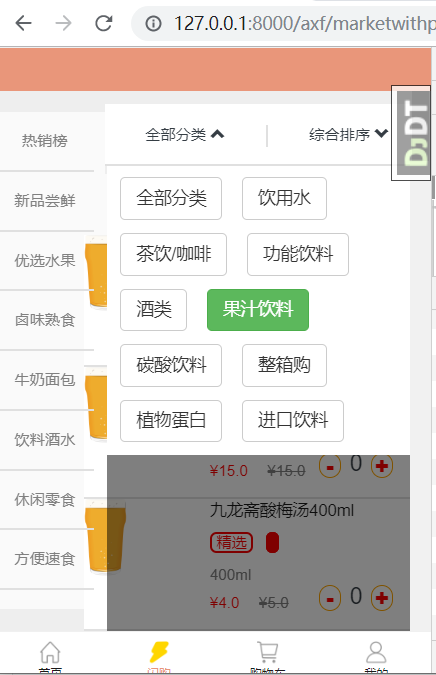 127.0.0.1:8000/axf/marketwithp
DjDT
全部分类
综合排序
热销榜
新品尝鲜
优选水果
卤味熟食
牛奶面包
饮料酒水
休闲零食
方便速食
全部分类 饮用水
茶饮/咖啡 功能饮料
酒类 果汁饮料
碳酸饮料 整箱购
植物蛋白 进口饮料
¥15.0 ¥15.0 - 0 +
九龙斋酸梅汤400ml
精选
400ml
¥4.0 ¥5.0 - 0 +
首页 闪购 购物车 我的